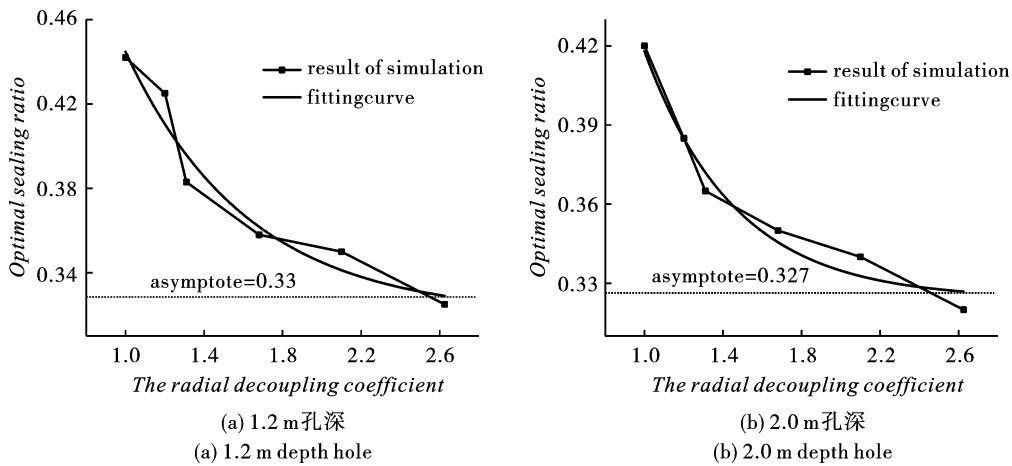 0.46
0.42
0.38
0.34
Optimal sealing ratio
result of simulation
fittingcurve
asymptote=0.33
1.0 1.4 1.8 2.2 2.6
The radial decoupling coefficient
(a) 1.2 m孔深
(a) 1.2 m depth hole
0.42
0.39
0.36
0.33
Optimal sealing ratio
result of simulation
fittingcurve
asymptote=0.327
1.0 1.4 1.8 2.2 2.6
The radial decoupling coefficient
(b) 2.0 m孔深
(b) 2.0 m depth hole